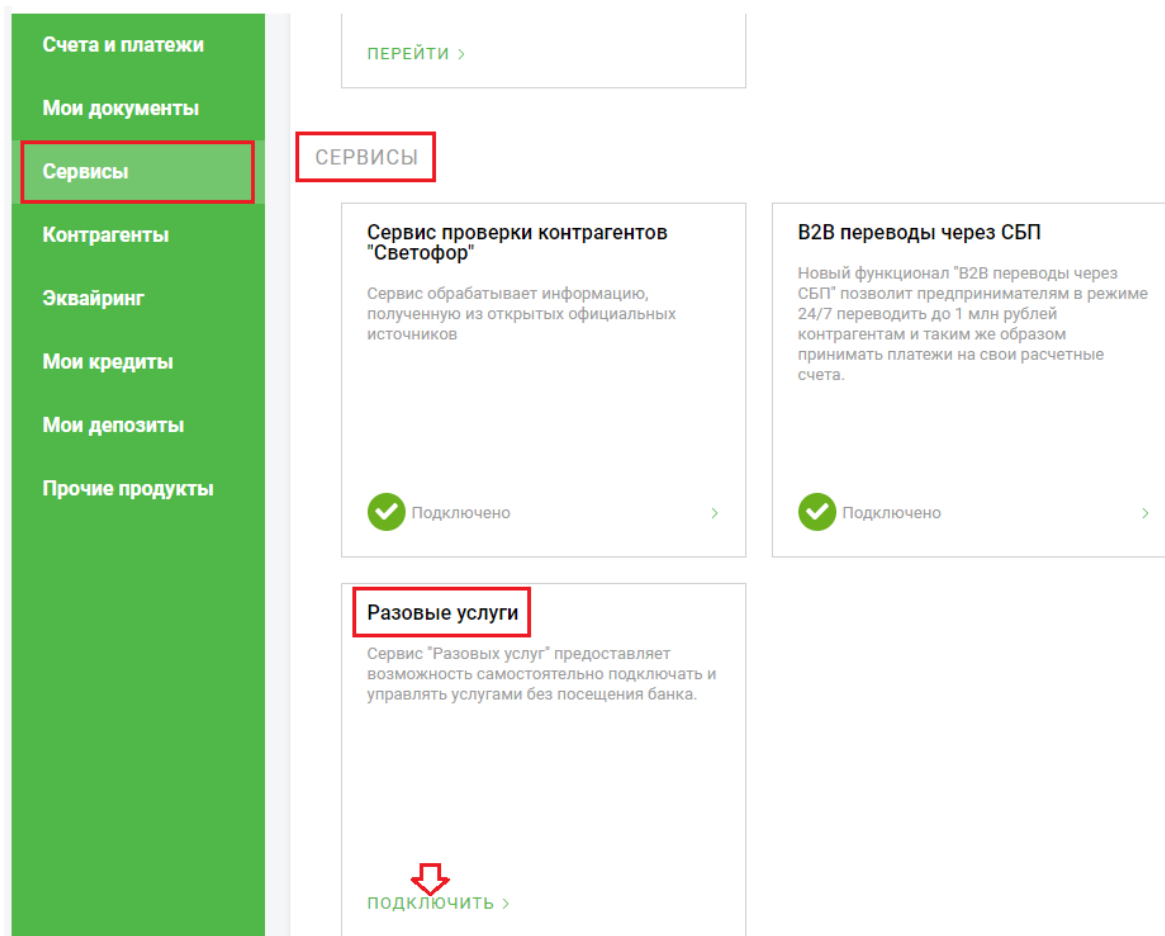 Счета и платежи
Мои документы
Сервисы
Контрагенты
Эквайринг
Мои кредиты
Мои депозиты
Прочие продукты
ПЕРЕЙТИ >
СЕРВИСЫ
Сервис проверки контрагентов
"Светофор"
Сервис обрабатывает информацию,
полученную из открытых официальных
источников
Подключено >
B2B переводы через СБП
Новый функционал "B2B переводы через
СБП" позволит предпринимателям в режиме
24/7 переводить до 1 млн рублей
контрагентам и таким же образом
принимать платежи на свои расчетные
счета.
Подключено >
Разовые услуги
Сервис "Разовых услуг" предоставляет
возможность самостоятельно подключать и
управлять услугами без посещения банка.
ПОДКЛЮЧИТЬ >